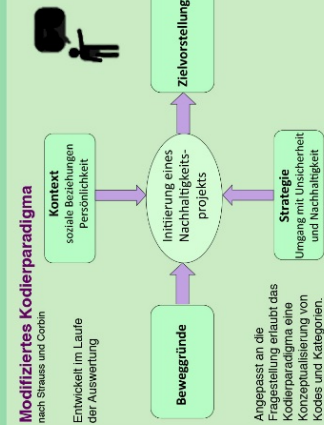 Modifiziertes Kodierparadigma
nach Strauss und Corbin
Entwickelt im Laufe
der Auswertung
Kontext
soziale Beziehungen
Persönlichkeit
Beweggründe
Initiierung eines
Nachhaltigkeits-
projekts
Zielvorstellung
Strategie
Umgang mit Unsicherheit
und Nachhaltigkeit
Angepasst an die
Fragestellung erlaubt das
Kodierparadigma eine
Konzeptualisierung von
Kodes und Kategorien.